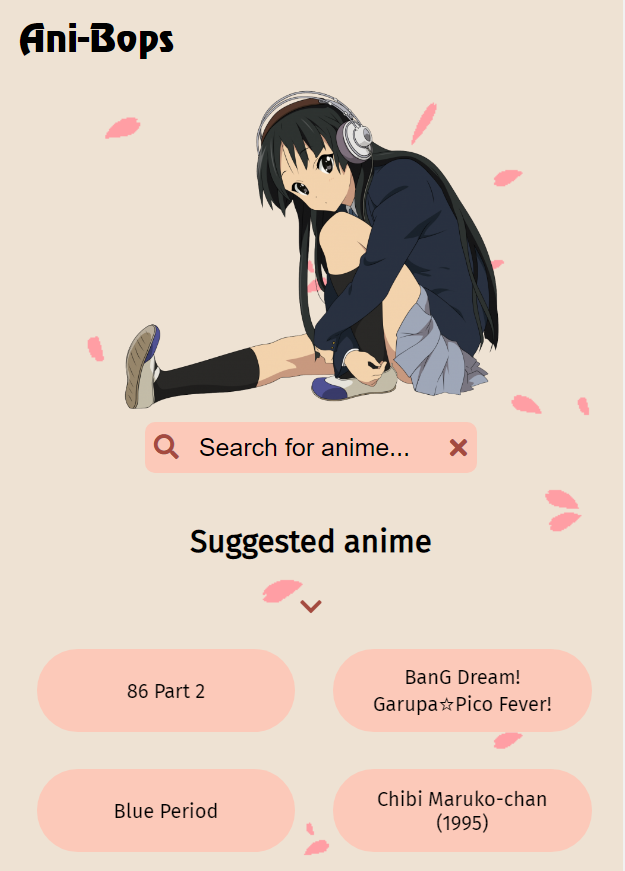 Ani-Bops
Search for anime...
Suggested anime
86 Part 2
BanG Dream!
Garupa☆Pico Fever!
Blue Period
Chibi Maruko-chan
(1995)